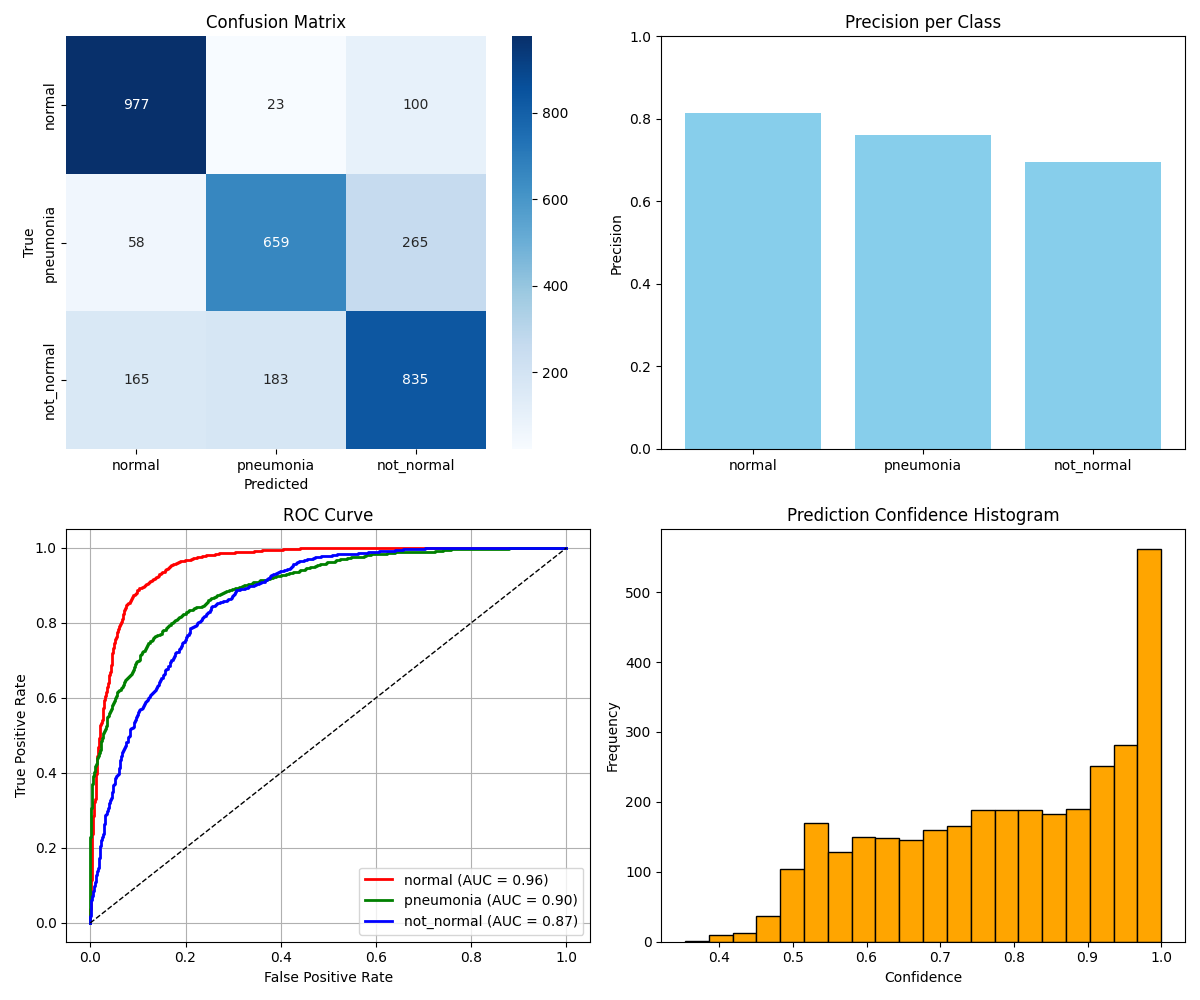 Confusion Matrix
True
normal
pneumonia
not_normal
977 23 100
58 659 265
165 183 835
normal pneumonia not_normal
Predicted
800
600
400
200
Precision per Class
Precision
1.0
0.8
0.6
0.4
0.2
0.0
normal pneumonia not_normal
ROC Curve
True Positive Rate
1.0
0.8
0.6
0.4
0.2
0.0
normal (AUC = 0.96)
pneumonia (AUC = 0.90)
not_normal (AUC = 0.87)
0.0 0.2 0.4 0.6 0.8 1.0
False Positive Rate
Prediction Confidence Histogram
Frequency
500
400
300
200
100
0
0.4 0.5 0.6 0.7 0.8 0.9 1.0
Confidence